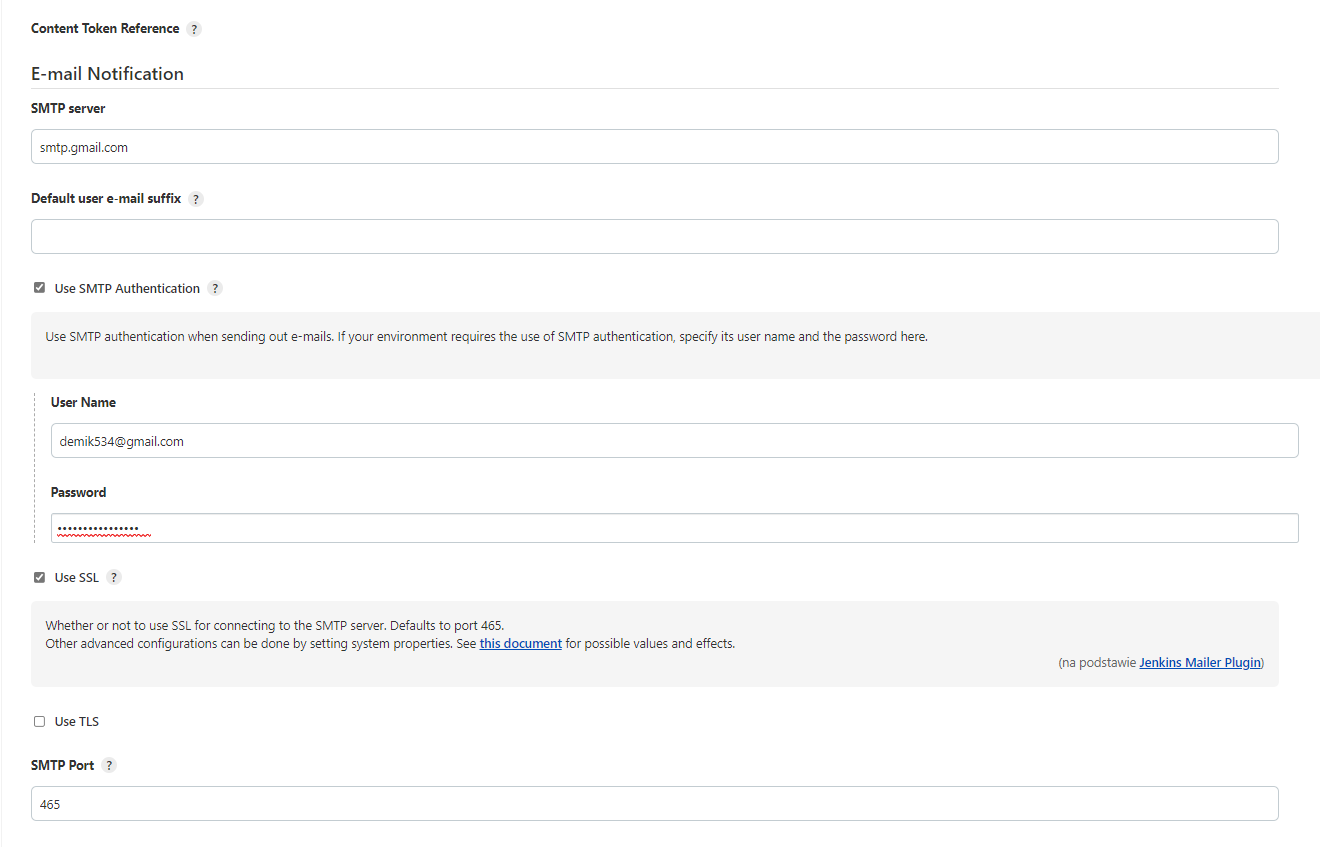 Content Token Reference ?
E-mail Notification
SMTP server
smtp.gmail.com
Default user e-mail suffix ?
Use SMTP Authentication ?
Use SMTP authentication when sending out e-mails. If your environment requires the use of SMTP authentication, specify its user name and the password here.
User Name
demik534@gmail.com
Password
••••••••••••••••
Use SSL ?
Whether or not to use SSL for connecting to the SMTP server. Defaults to port 465.
Other advanced configurations can be done by setting system properties. See this document for possible values and effects.
(na podstawie Jenkins Mailer Plugin)
Use TLS
SMTP Port ?
465